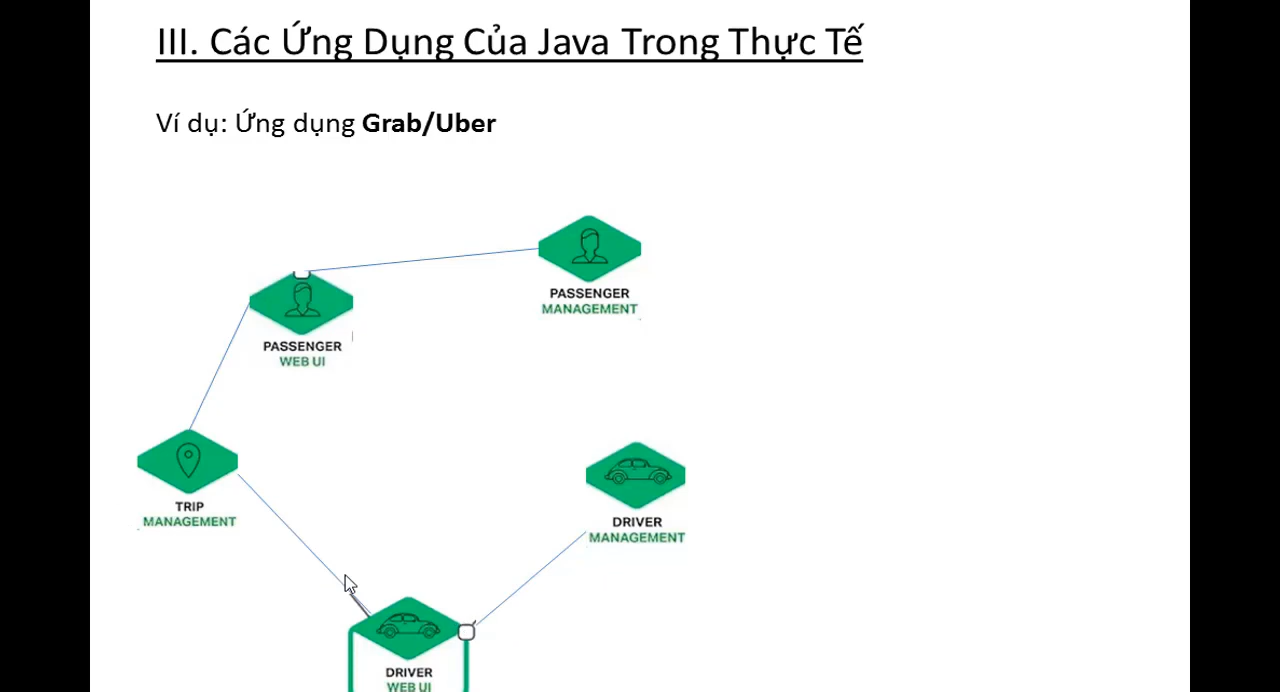 III. Các Ứng Dụng Của Java Trong Thực Tế
Ví dụ: Ứng dụng Grab/Uber
PASSENGER
MANAGEMENT
PASSENGER
WEB UI
TRIP
MANAGEMENT
DRIVER
MANAGEMENT
DRIVER
WEB UI